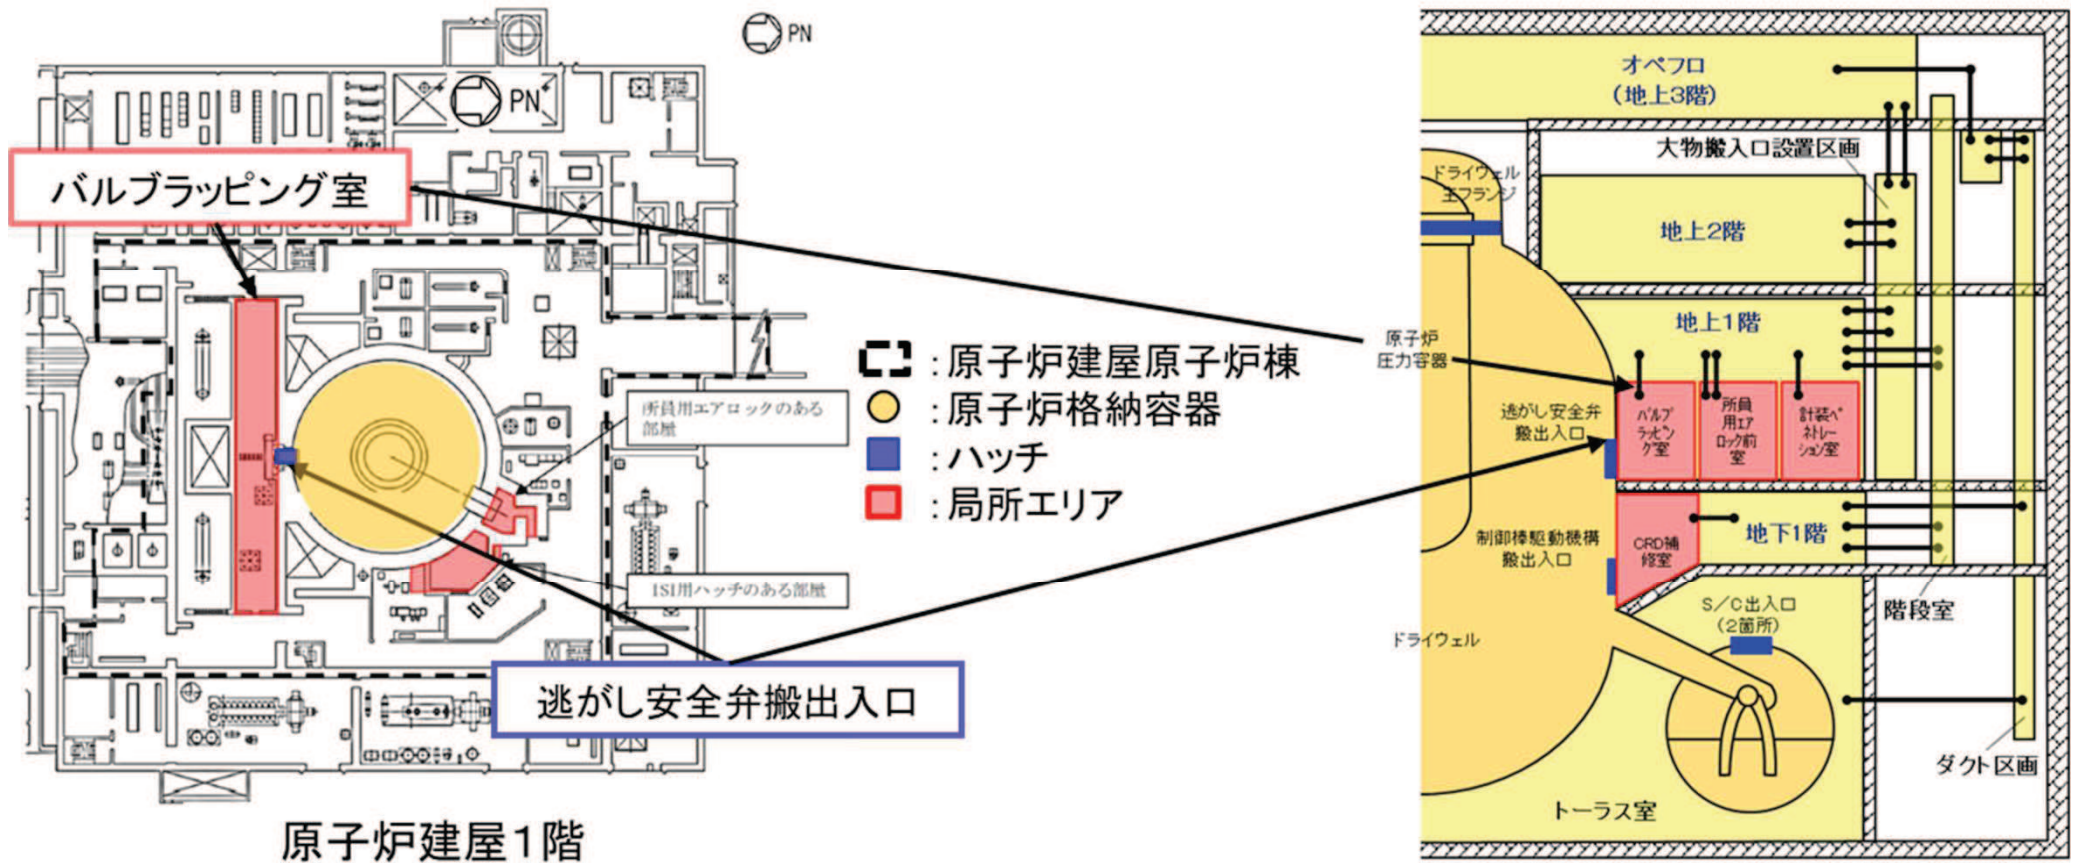 PN
PN
バルブラッピング室
所員用エアロックのある
部屋
ISI用ハッチのある部屋
逃がし安全弁搬出入口
原子炉建屋1階
:原子炉建屋原子炉棟
:原子炉格納容器
:ハッチ
:局所エリア
オペフロ
(地上3階)
大物搬入口設置区画
ドライウェル
主フランジ
地上2階
地上1階
原子炉
圧力容器
逃がし安全弁
搬出入口
バルブ
ラッピン
グ室
所員
用エア
ロック前
室
計装ペ
ネトレー
ション室
制御棒駆動機構
搬出入口
CRD補
修室
地下1階
S/C出入口
(2箇所)
階段室
ドライウェル
ダクト区画
トーラス室